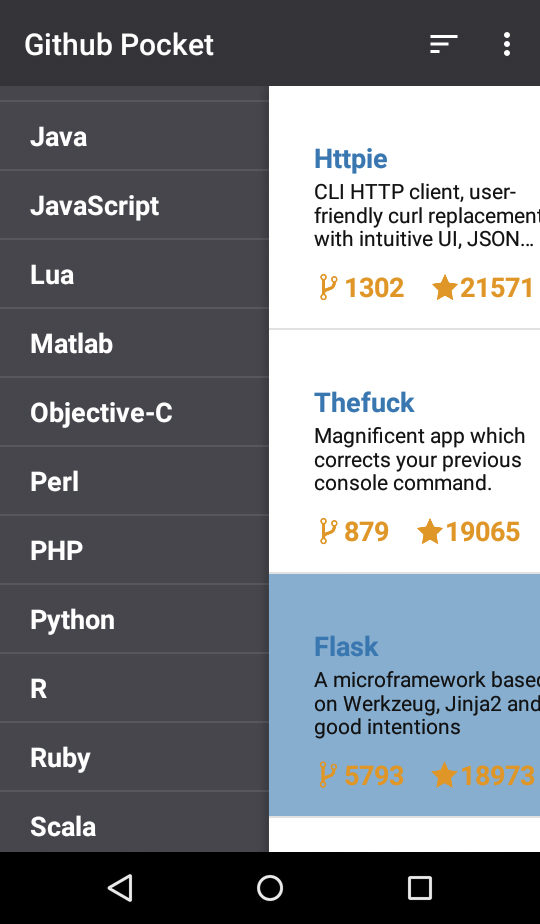 Github Pocket
Java
JavaScript
Lua
Matlab
Objective-C
Perl
PHP
Python
R
Ruby
Scala
Httpie
CLI HTTP client, user-
friendly curl replacement
with intuitive UI, JSON…
1302 21571
Thefuck
Magnificent app which
corrects your previous
console command.
879 19065
Flask
A microframework based
on Werkzeug, Jinja2 and
good intentions
5793 18973